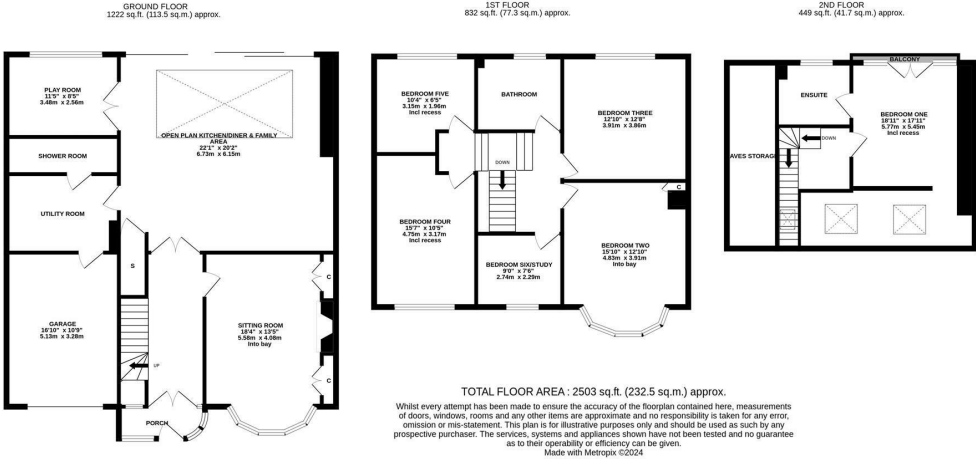 GROUND FLOOR
1222 sq.ft. (113.5 sq.m.) approx.
PLAY ROOM
11'5" x 8'5"
3.48m x 2.56m
OPEN PLAN KITCHEN/DINER & FAMILY
AREA
22'1" x 20'2"
6.73m x 6.15m
SHOWER ROOM
UTILITY ROOM
S
GARAGE
16'10" x 10'9"
5.13m x 3.28m
UP
SITTING ROOM
18'4" x 13'5"
5.58m x 4.08m
Into bay
C
C
PORCH
1ST FLOOR
832 sq.ft. (77.3 sq.m.) approx.
BEDROOM FIVE
10'4" x 6'5"
3.15m x 1.96m
Incl recess
BATHROOM
BEDROOM THREE
12'10" x 12'8"
3.91m x 3.86m
DOWN
C
BEDROOM FOUR
15'7" x 10'5"
4.75m x 3.17m
Incl recess
BEDROOM SIX/STUDY
9'0" x 7'6"
2.74m x 2.29m
BEDROOM TWO
15'10" x 12'10"
4.83m x 3.91m
Into bay
2ND FLOOR
449 sq.ft. (41.7 sq.m.) approx.
BALCONY
ENSUITE
BEDROOM ONE
18'11" x 17'11"
5.77m x 5.45m
Incl recess
DOWN
AVES STORAGE
TOTAL FLOOR AREA : 2503 sq.ft. (232.5 sq.m.) approx.
Whilst every attempt has been made to ensure the accuracy of the floorplan contained here, measurements
of doors, windows, rooms and any other items are approximate and no responsibility is taken for any error,
omission or mis-statement. This plan is for illustrative purposes only and should be used as such by any
prospective purchaser. The services, systems and appliances shown have not been tested and no guarantee
as to their operability or efficiency can be given.
Made with Metropix ©2024